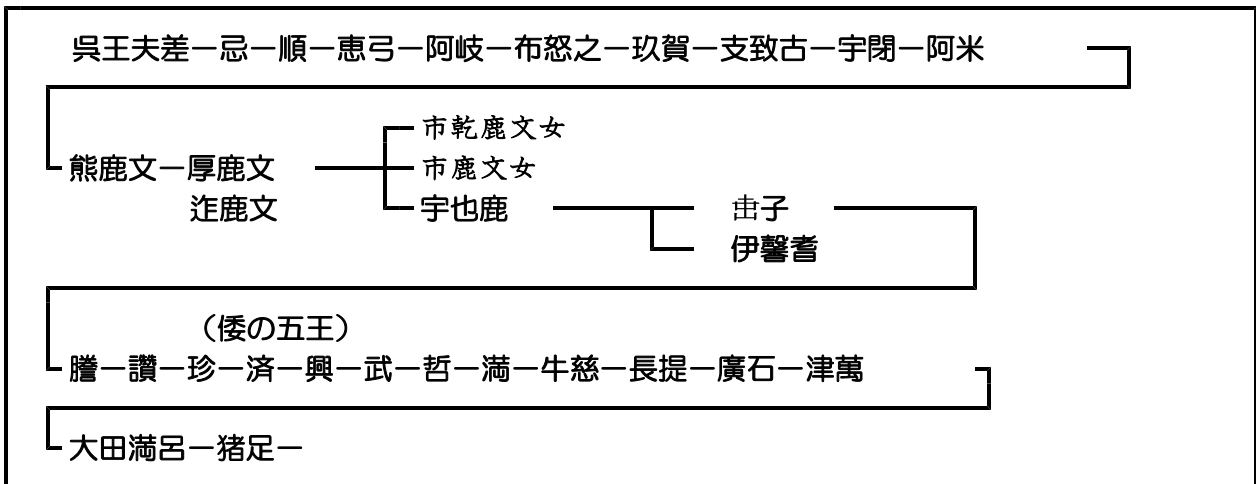 呉王夫差ー忌ー順ー恵弓ー阿岐ー布怒之ー玖賀ー支致古ー宇閉ー阿米
市乾鹿文女
熊鹿文ー厚鹿文 市鹿文女
迮鹿文 宇也鹿 子
伊馨耆
（倭の五王）
謄ー讚ー珍ー済ー興ー武ー哲ー満ー牛慈ー長提ー廣石ー津萬
大田満呂ー猪足ー